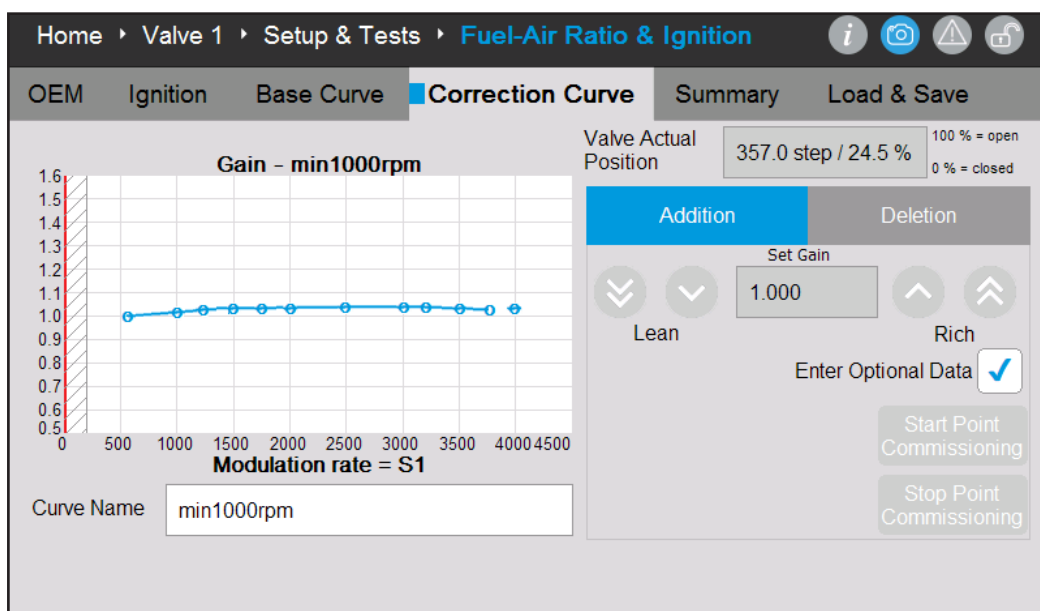 Home ‣ Valve 1 ‣ Setup & Tests ‣ Fuel-Air Ratio & Ignition
OEM Ignition Base Curve Correction Curve Summary Load & Save
Gain – min1000rpm
1.6
1.5
1.4
1.3
1.2
1.1
1.0
0.9
0.8
0.7
0.6
0.5
0 500 1000 1500 2000 2500 3000 3500 4000 4500
Modulation rate = S1
Curve Name min1000rpm
Valve Actual
Position
357.0 step / 24.5 %
100 % = open
0 % = closed
Addition Deletion
Set Gain
1.000
Lean Rich
Enter Optional Data
Start Point
Commissioning
Stop Point
Commissioning